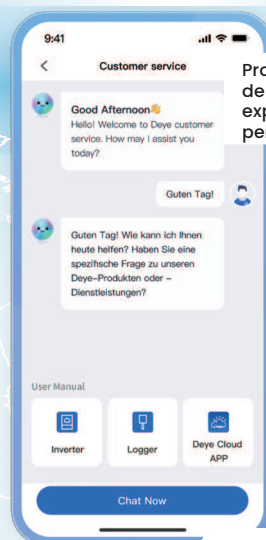 9:41
Customer service
Good Afternoon👋
Hello! Welcome to Deye customer
service. How may I assist you
today?
Guten Tag!
Guten Tag! Wie kann ich Ihnen
heute helfen? Haben Sie eine
spezifische Frage zu unseren
Deye-Produkten oder –
Dienstleistungen?
User Manual
Inverter
Logger
Deye Cloud
APP
Chat Now